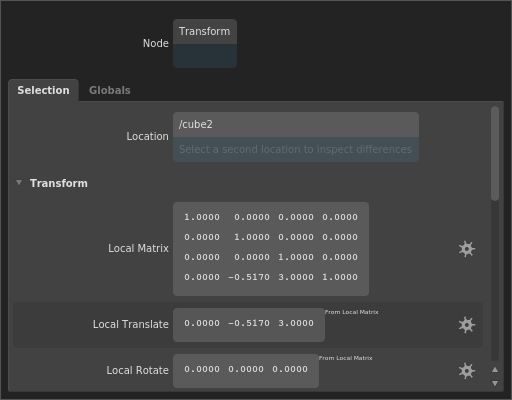 Node Transform
Selection Globals
Location /cube2
Select a second location to inspect differences
Transform
1.0000 0.0000 0.0000 0.0000
0.0000 1.0000 0.0000 0.0000
Local Matrix
0.0000 0.0000 1.0000 0.0000
0.0000 -0.5170 3.0000 1.0000
Local Translate 0.0000 -0.5170 3.0000 From Local Matrix
Local Rotate 0.0000 0.0000 0.0000 From Local Matrix